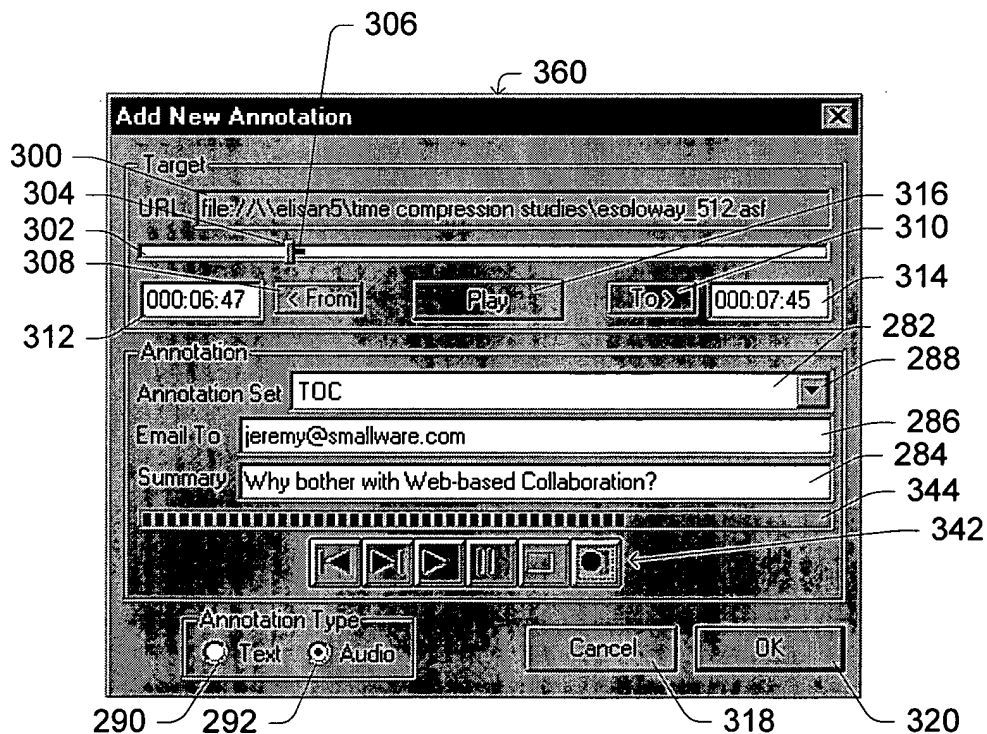 306
360
Add New Annotation
300
Target
304
URL: file://\\elisan5\time compression studies\esoloway_512.asf
316
302
310
308
000:06:47
< From
Play
To >
000:07:45
314
312
282
Annotation
288
Annotation Set
TOC
Email To
jeremy@smallware.com
286
284
Summary
Why bother with Web-based Collaboration?
344
342
Annotation Type
Text
Audio
Cancel
OK
290
292
318
320